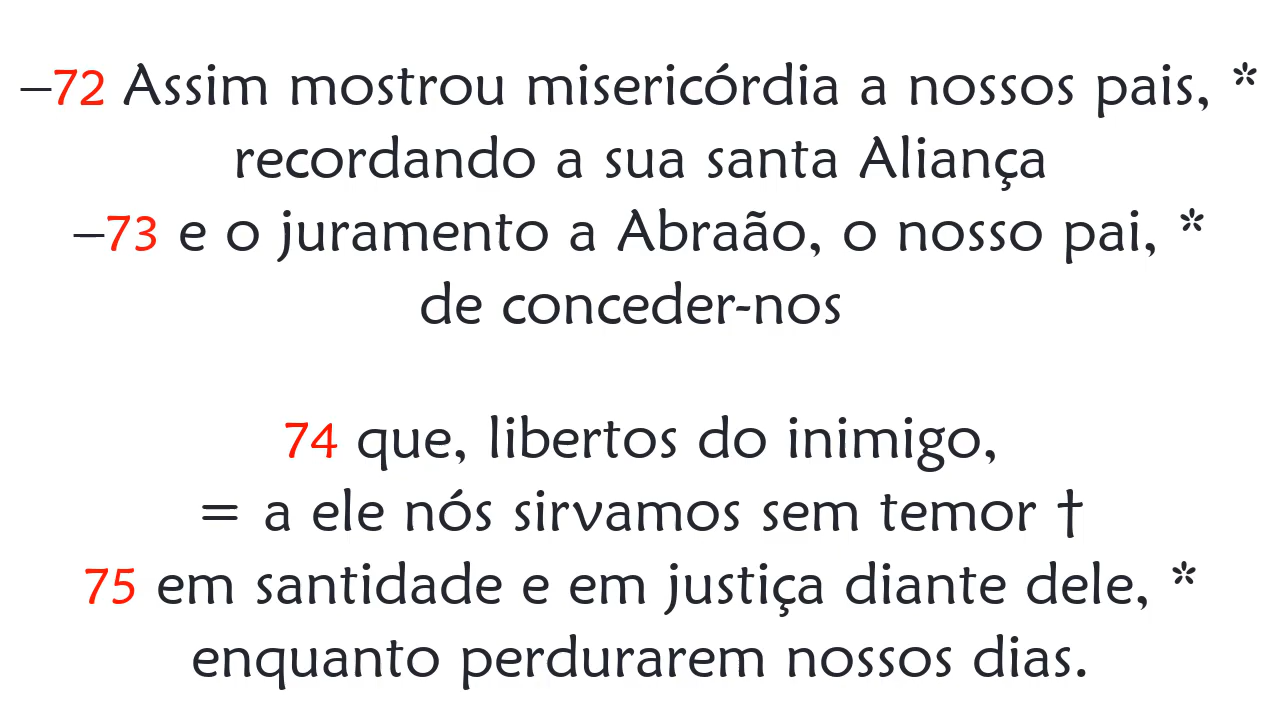 –72 Assim mostrou misericórdia a nossos pais, *
recordando a sua santa Aliança
–73 e o juramento a Abraão, o nosso pai, *
de conceder-nos
74 que, libertos do inimigo,
= a ele nós sirvamos sem temor †
75 em santidade e em justiça diante dele, *
enquanto perdurarem nossos dias.